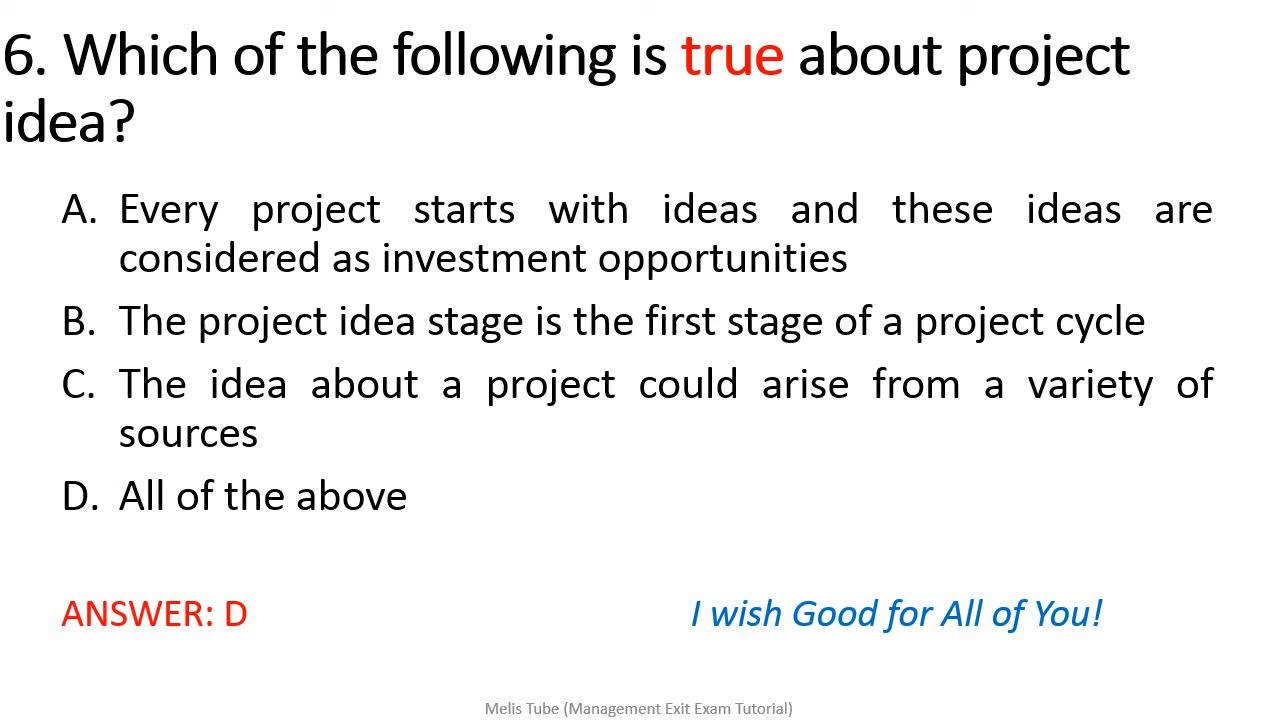 6. Which of the following is true about project
idea?
A. Every project starts with ideas and these ideas are
considered as investment opportunities
B. The project idea stage is the first stage of a project cycle
C. The idea about a project could arise from a variety of
sources
D. All of the above
ANSWER: D
I wish Good for All of You!
Melis Tube (Management Exit Exam Tutorial)